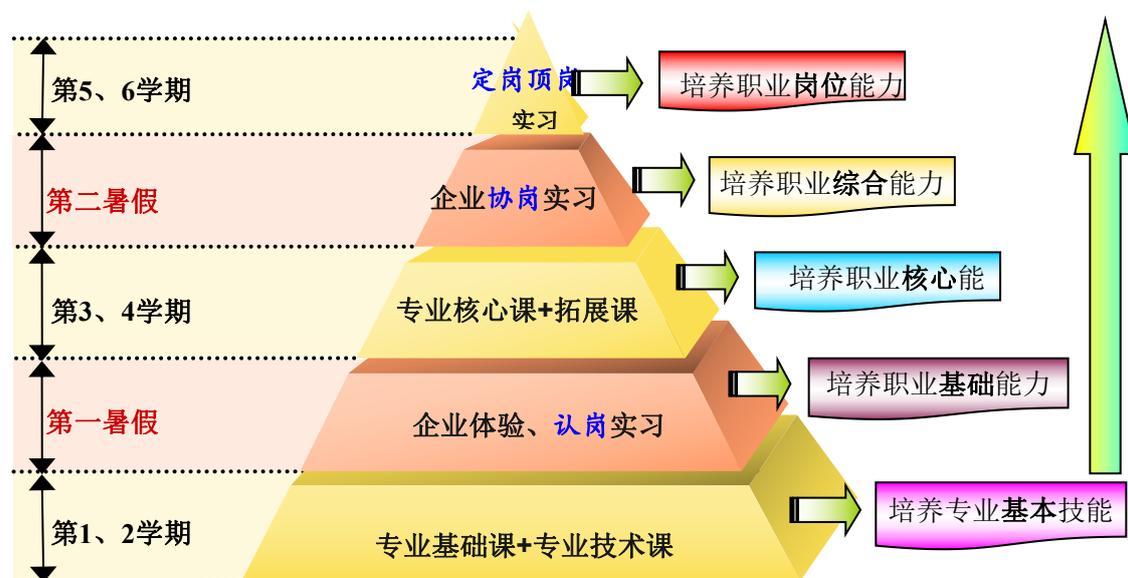 第5、6学期
定岗顶岗
实习
培养职业岗位能力
第二暑假
企业协岗实习
培养职业综合能力
第3、4学期
专业核心课+拓展课
培养职业核心能
第一暑假
企业体验、认岗实习
培养职业基础能力
第1、2学期
专业基础课+专业技术课
培养专业基本技能